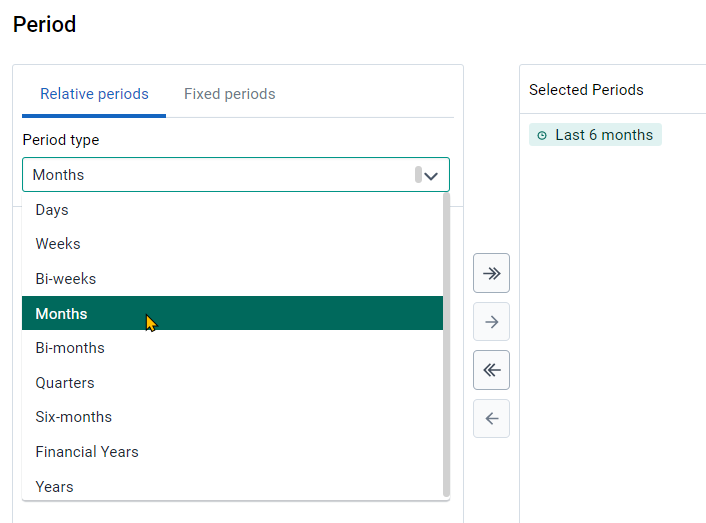 Period
Relative periods
Fixed periods
Period type
Months
Days
Weeks
Bi-weeks
Months
Bi-months
Quarters
Six-months
Financial Years
Years
Selected Periods
Last 6 months